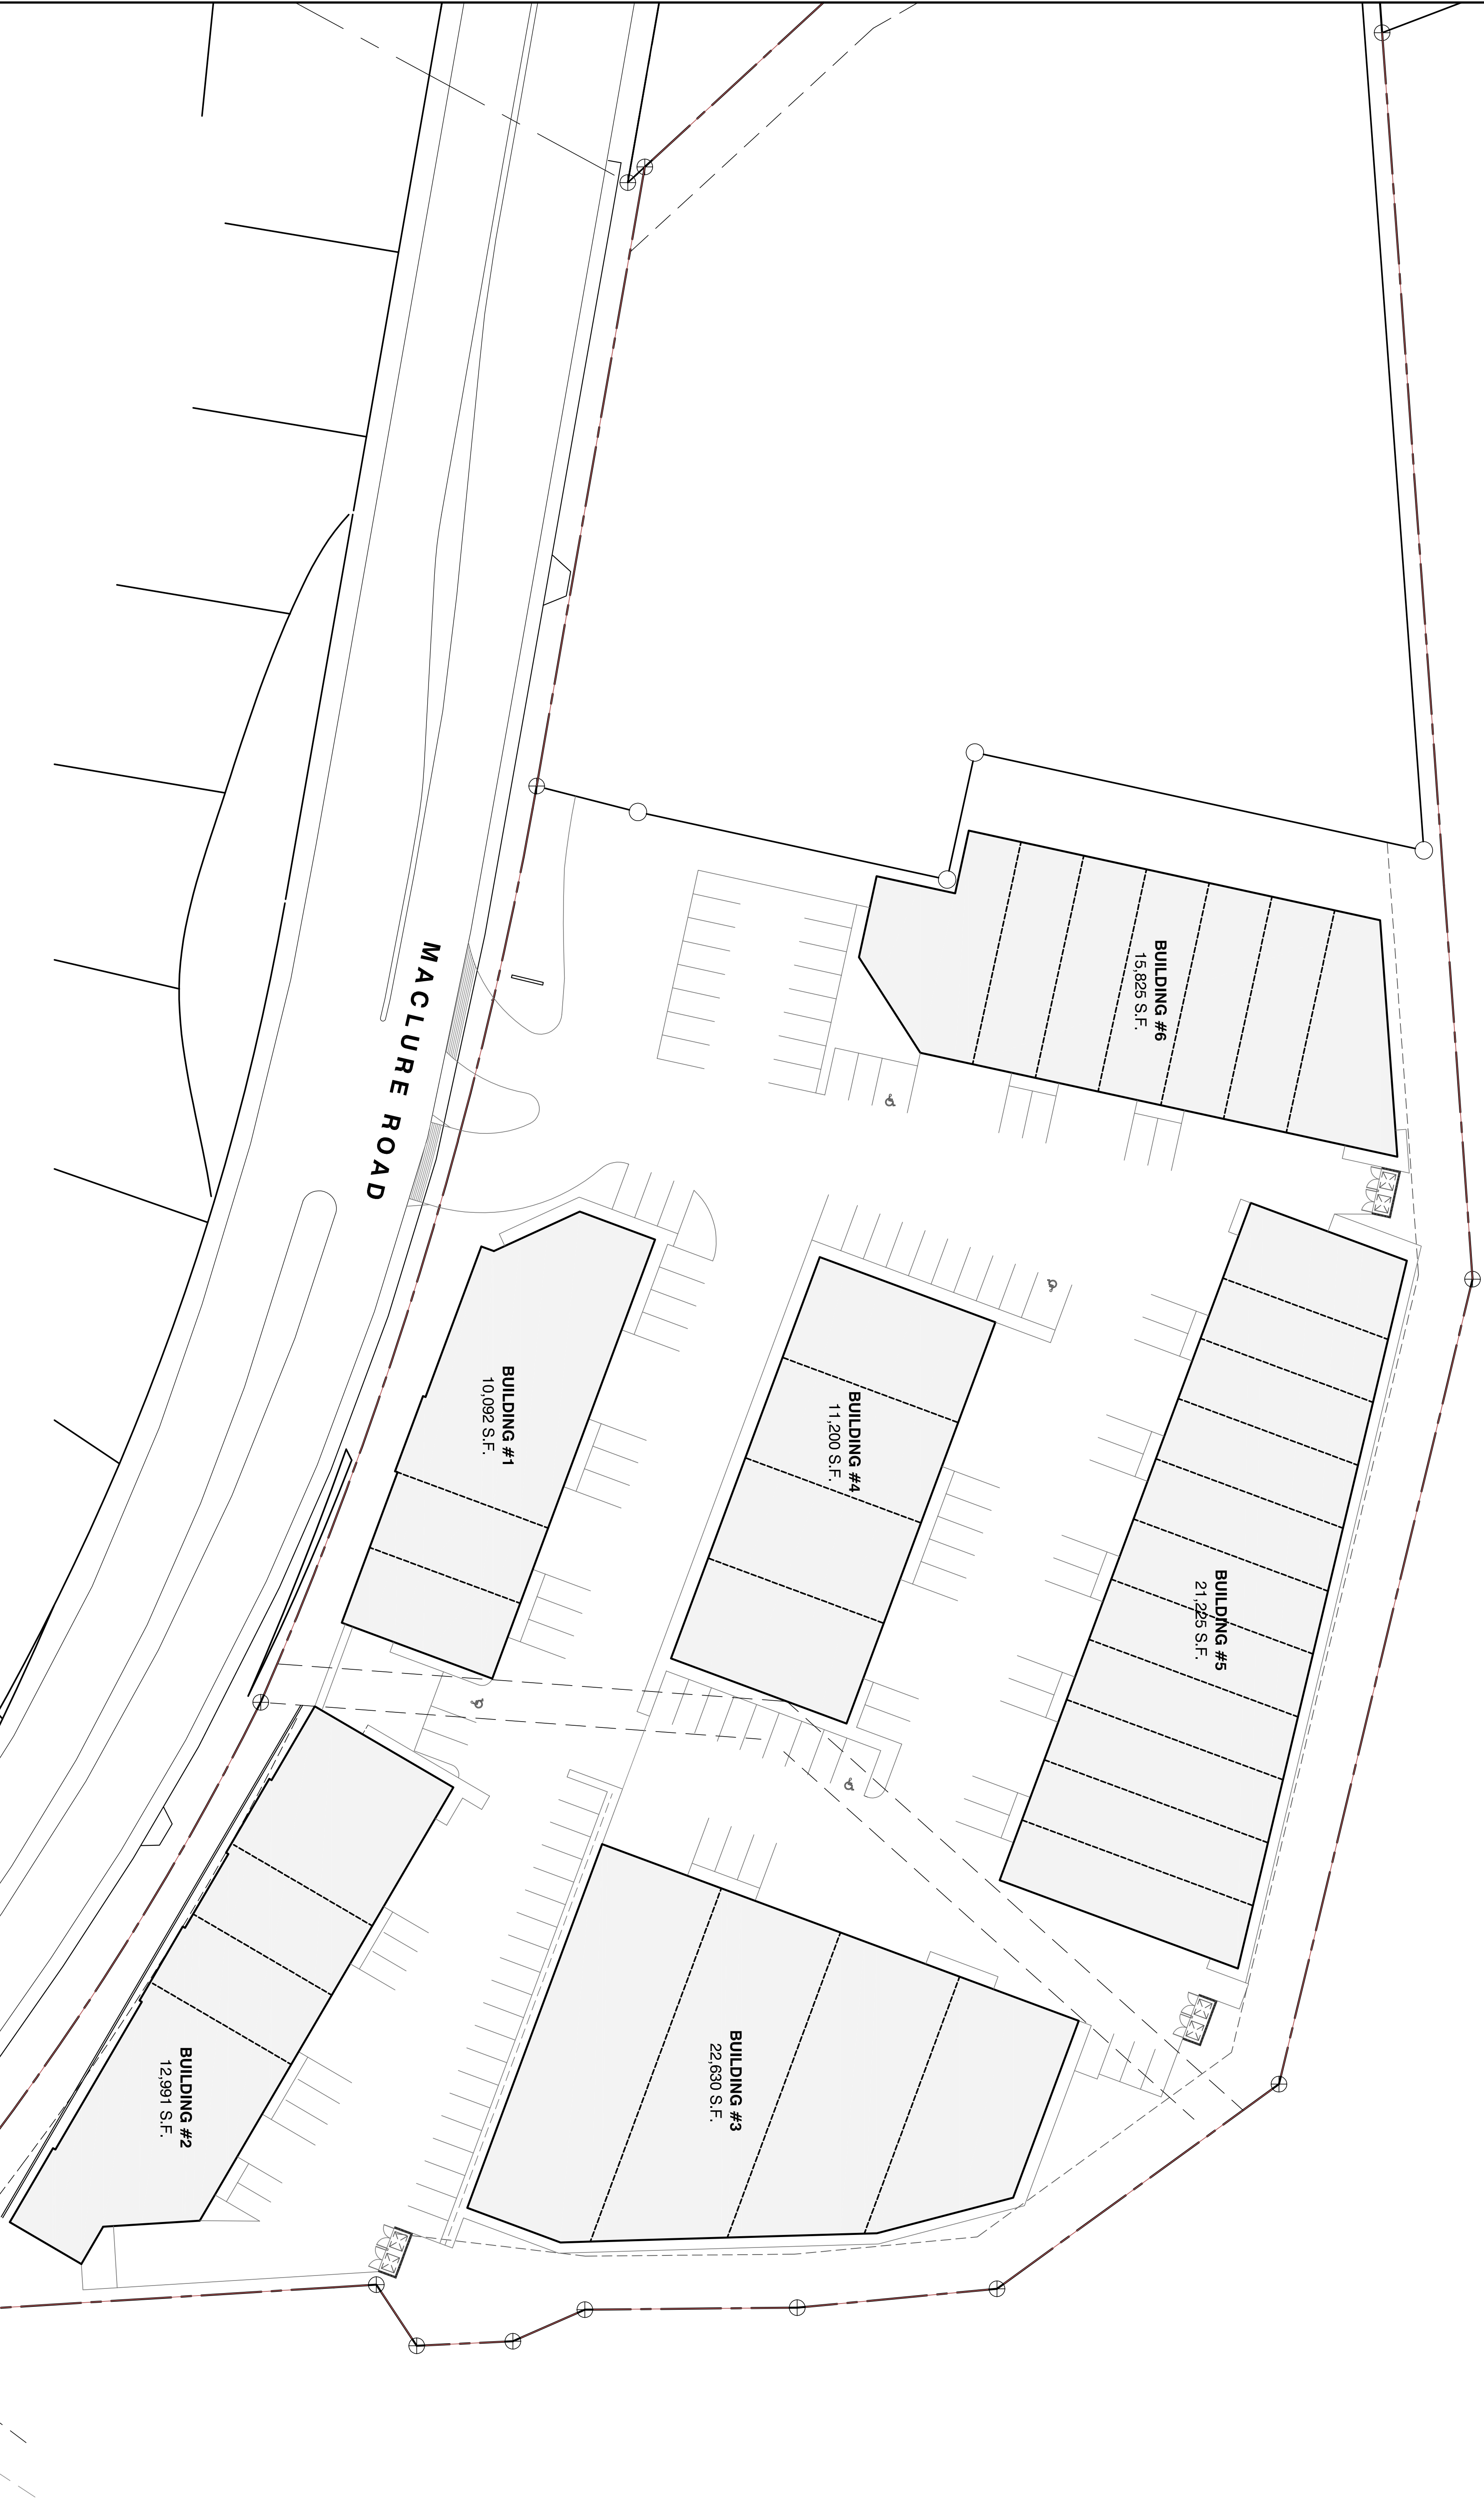 MACLURE ROAD
BUILDING #6
15,825 S.F.
BUILDING #1
10,092 S.F.
BUILDING #4
11,200 S.F.
BUILDING #5
21,225 S.F.
BUILDING #3
22,630 S.F.
BUILDING #2
12,991 S.F.